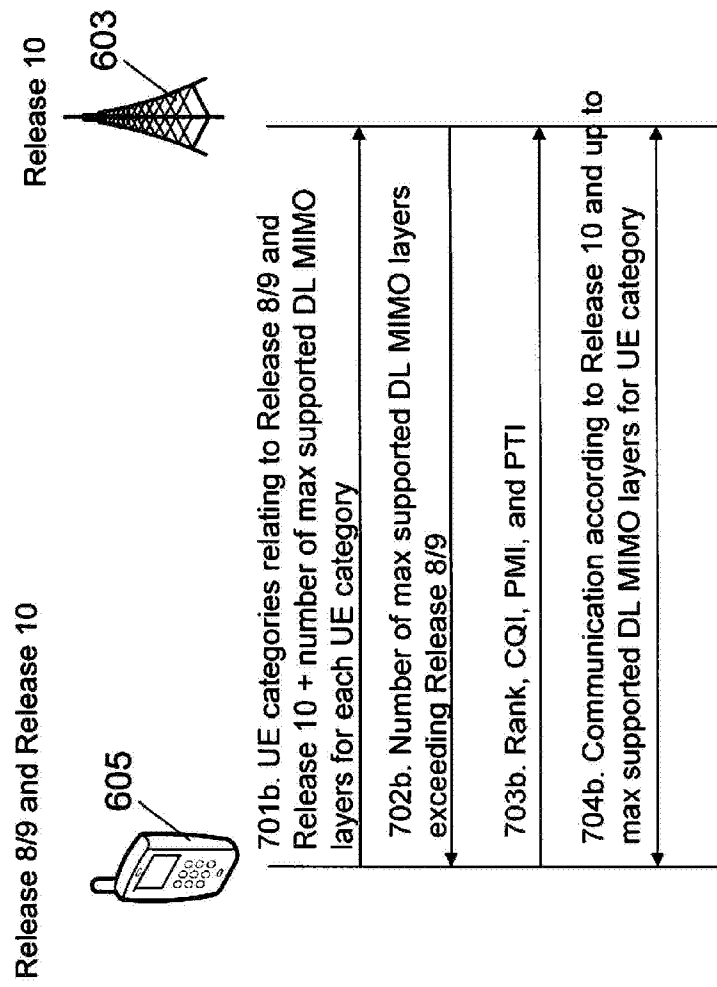 Release 8/9 and Release 10
Release 10
605
603
701b. UE categories relating to Release 8/9 and
Release 10 + number of max supported DL MIMO
layers for each UE category
702b. Number of max supported DL MIMO layers
exceeding Release 8/9
703b. Rank, CQI, PMI, and PTI
704b. Communication according to Release 10 and up to
max supported DL MIMO layers for UE category